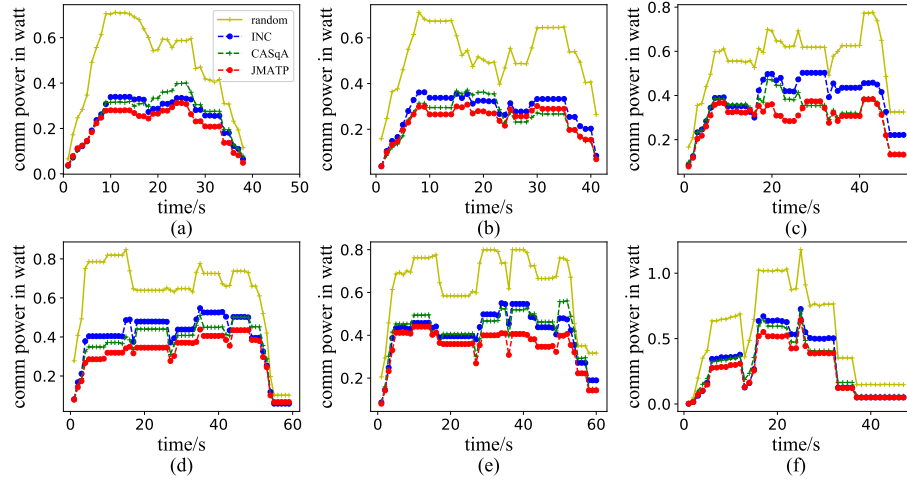 comm power in watt
0.6
0.4
0.2
0.0
random
INC
CASqA
JMATP
0 10 20 30 40 50
time/s
(a)
comm power in watt
0.6
0.4
0.2
0 10 20 30 40
time/s
(b)
comm power in watt
0.8
0.6
0.4
0.2
0 20 40
time/s
(c)
comm power in watt
0.8
0.6
0.4
0.2
0 20 40 60
time/s
(d)
comm power in watt
0.8
0.6
0.4
0.2
0 20 40 60
time/s
(e)
comm power in watt
1.0
0.5
0.0
0 20 40
time/s
(f)